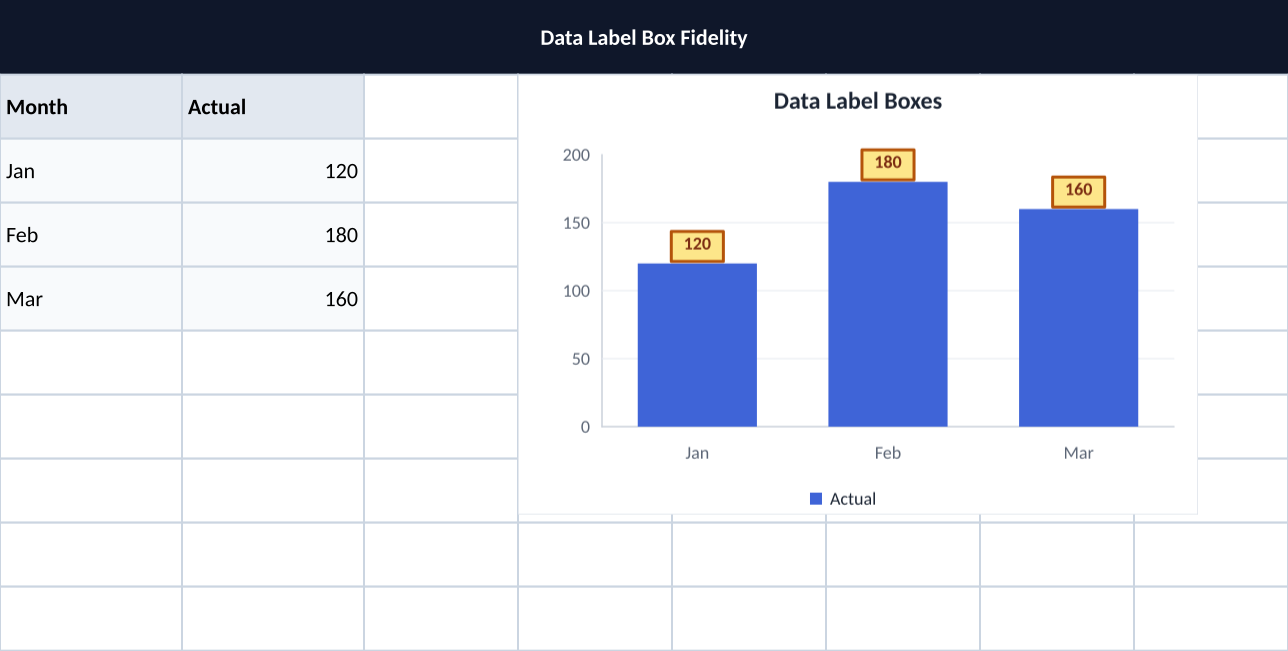 Data Label Box Fidelity
Month Actual
Jan 120
Feb 180
Mar 160
Data Label Boxes
200
150
100
50
0
120
180
160
Jan Feb Mar
Actual